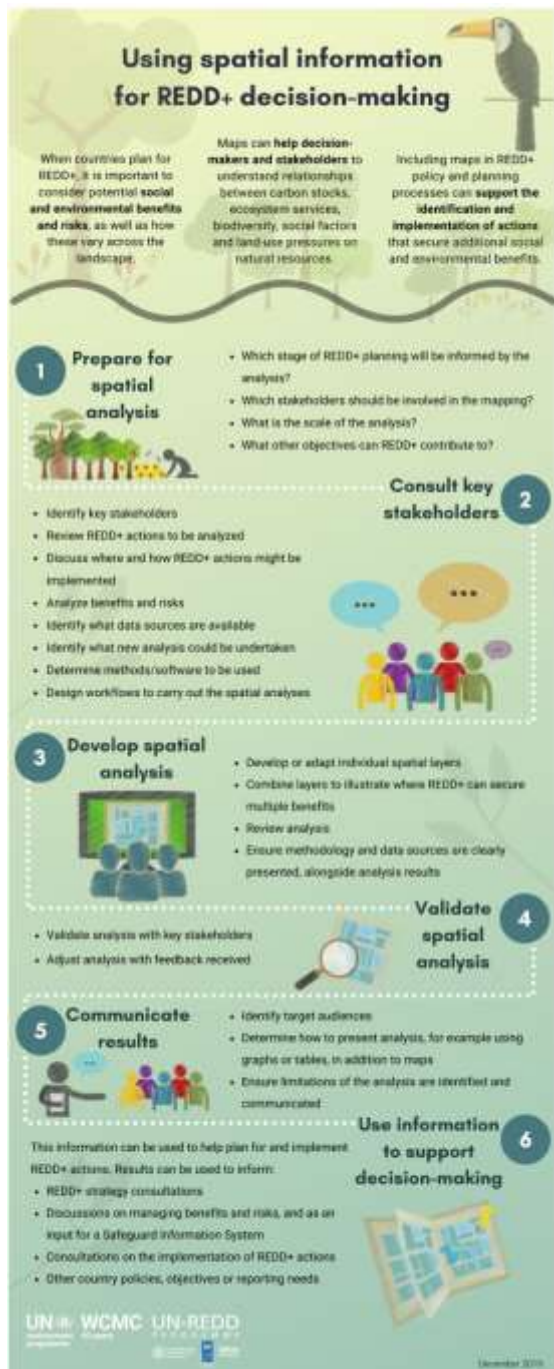 Using spatial information
for REDD+ decision-making
When countries plan for
REDD+, it is important to
consider potential social
and environmental benefits
and risks, as well as how
these vary across the
landscape.
Maps can help decision-
makers and stakeholders to
understand relationships
between carbon stocks,
ecosystem services,
biodiversity, social factors
and land-use pressures on
natural resources.
Including maps in REDD+
policy and planning
processes can support the
identification and
implementation of actions
that secure additional social
and environmental benefits.
1
Prepare for
spatial
analysis
• Which stage of REDD+ planning will be informed by the
analysis?
• Which stakeholders should be involved in the mapping?
• What is the scale of the analysis?
• What other objectives can REDD+ contribute to?
Consult key
stakeholders
2
• Identify key stakeholders
• Review REDD+ actions to be analyzed
• Discuss where and how REDD+ actions might be
implemented
• Analyze benefits and risks
• Identify what data sources are available
• Identify what new analysis could be undertaken
• Determine methods/software to be used
• Design workflows to carry out the spatial analyses
3
Develop spatial
analysis
• Develop or adapt individual spatial layers
• Combine layers to illustrate where REDD+ can secure
multiple benefits
• Review analysis
• Ensure methodology and data sources are clearly
presented, alongside analysis results
Validate
spatial
analysis
4
• Validate analysis with key stakeholders
• Adjust analysis with feedback received
5
Communicate
results
• Identify target audiences
• Determine how to present analysis, for example using
graphs or tables, in addition to maps
• Ensure limitations of the analysis are identified and
communicated
Use information
to support
decision-making
6
This information can be used to help plan for and implement
REDD+ actions. Results can be used to inform:
• REDD+ strategy consultations
• Discussions on managing benefits and risks, and as an
input for a Safeguard Information System
• Consultations on the implementation of REDD+ actions
• Other country policies, objectives or reporting needs
UN WCMC
UN-REDD
PROGRAMME
programme
December